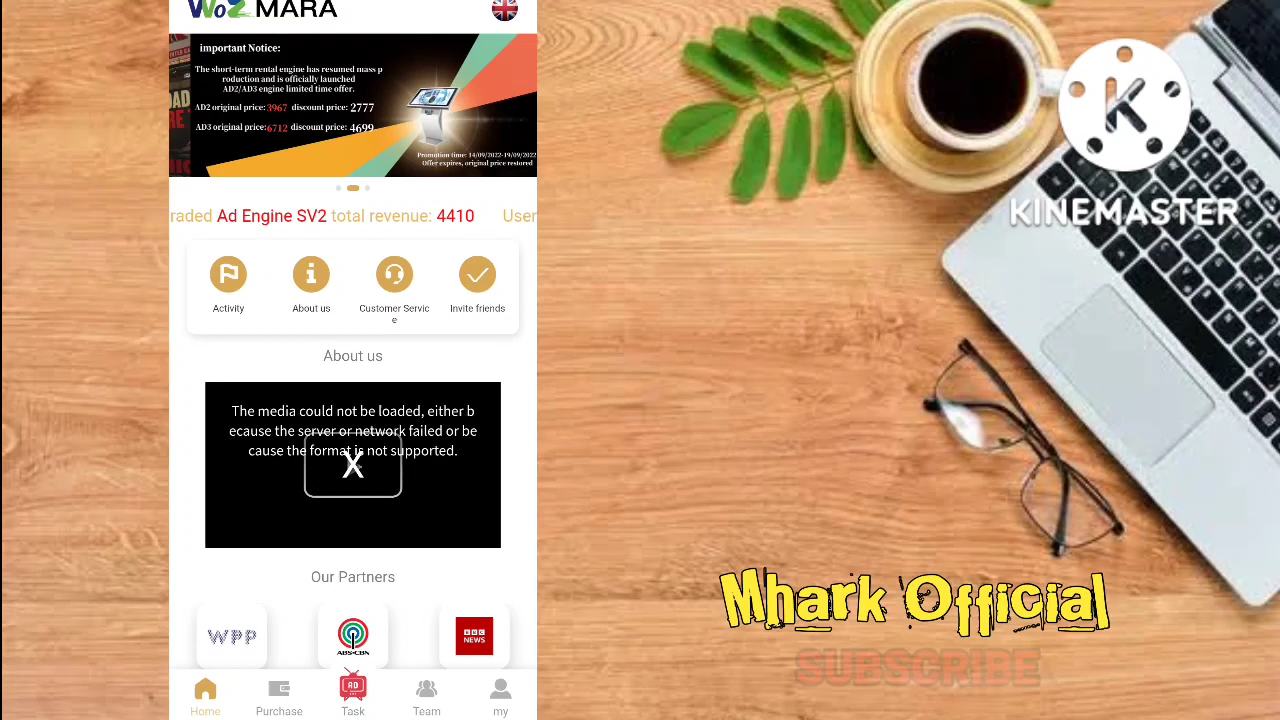 Wo2 MARA
important Notice:
The short-term rental engine has resumed mass p
roduction and is officially launched
AD2/AD3 engine limited time offer.
AD2 original price:3967 discount price: 2777
AD3 original price:6712 discount price: 4699
Promotion time: 14/09/2022-19/09/2022
Offer expires, original price restored
raded Ad Engine SV2 total revenue: 4410 User
Activity
About us
Customer Servic
e
Invite friends
About us
The media could not be loaded, either b
ecause the server or network failed or be
cause the format is not supported.
X
Our Partners
WPP
ABS-CBN
BBC
NEWS
AD
Home
Purchase
Task
Team
my
K
KINEMASTER
Mhark Official
SUBSCRIBE